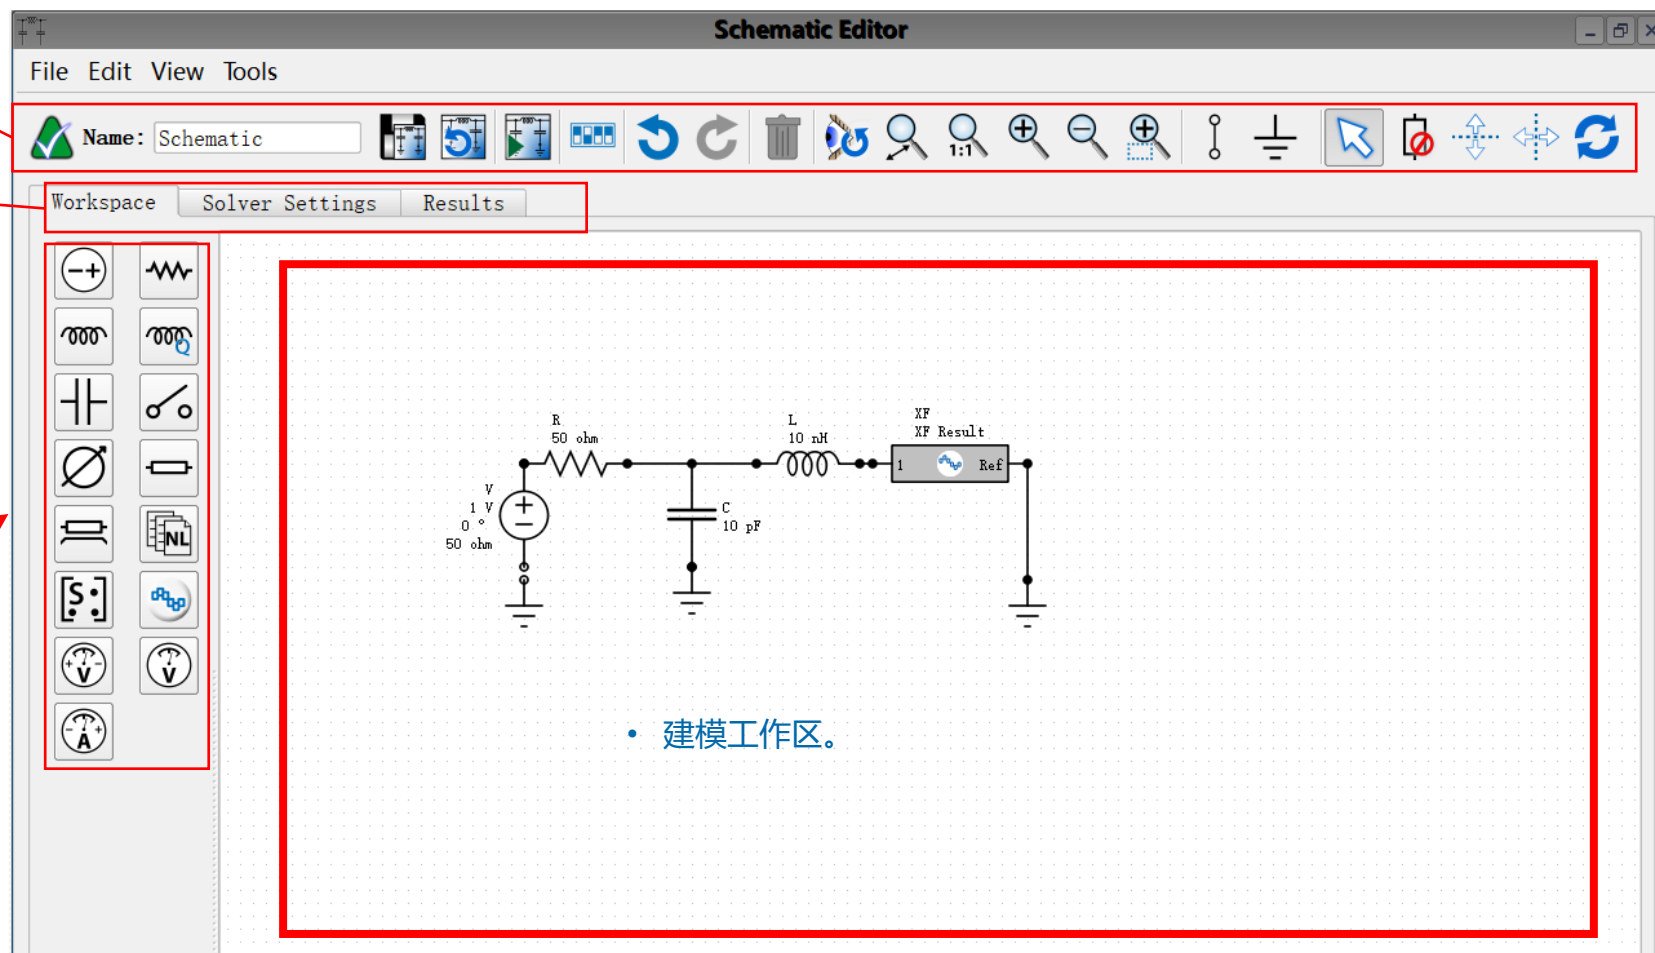 Schematic Editor
File Edit View Tools
Name: Schematic
1:1
Workspace Solver Settings Results
Q
NL
S
V
V
A
R
50 ohm
L
10 nH
XF
XF Result
1 Ref
V
1 V
0 °
50 ohm
C
10 pF
• 建模工作区。